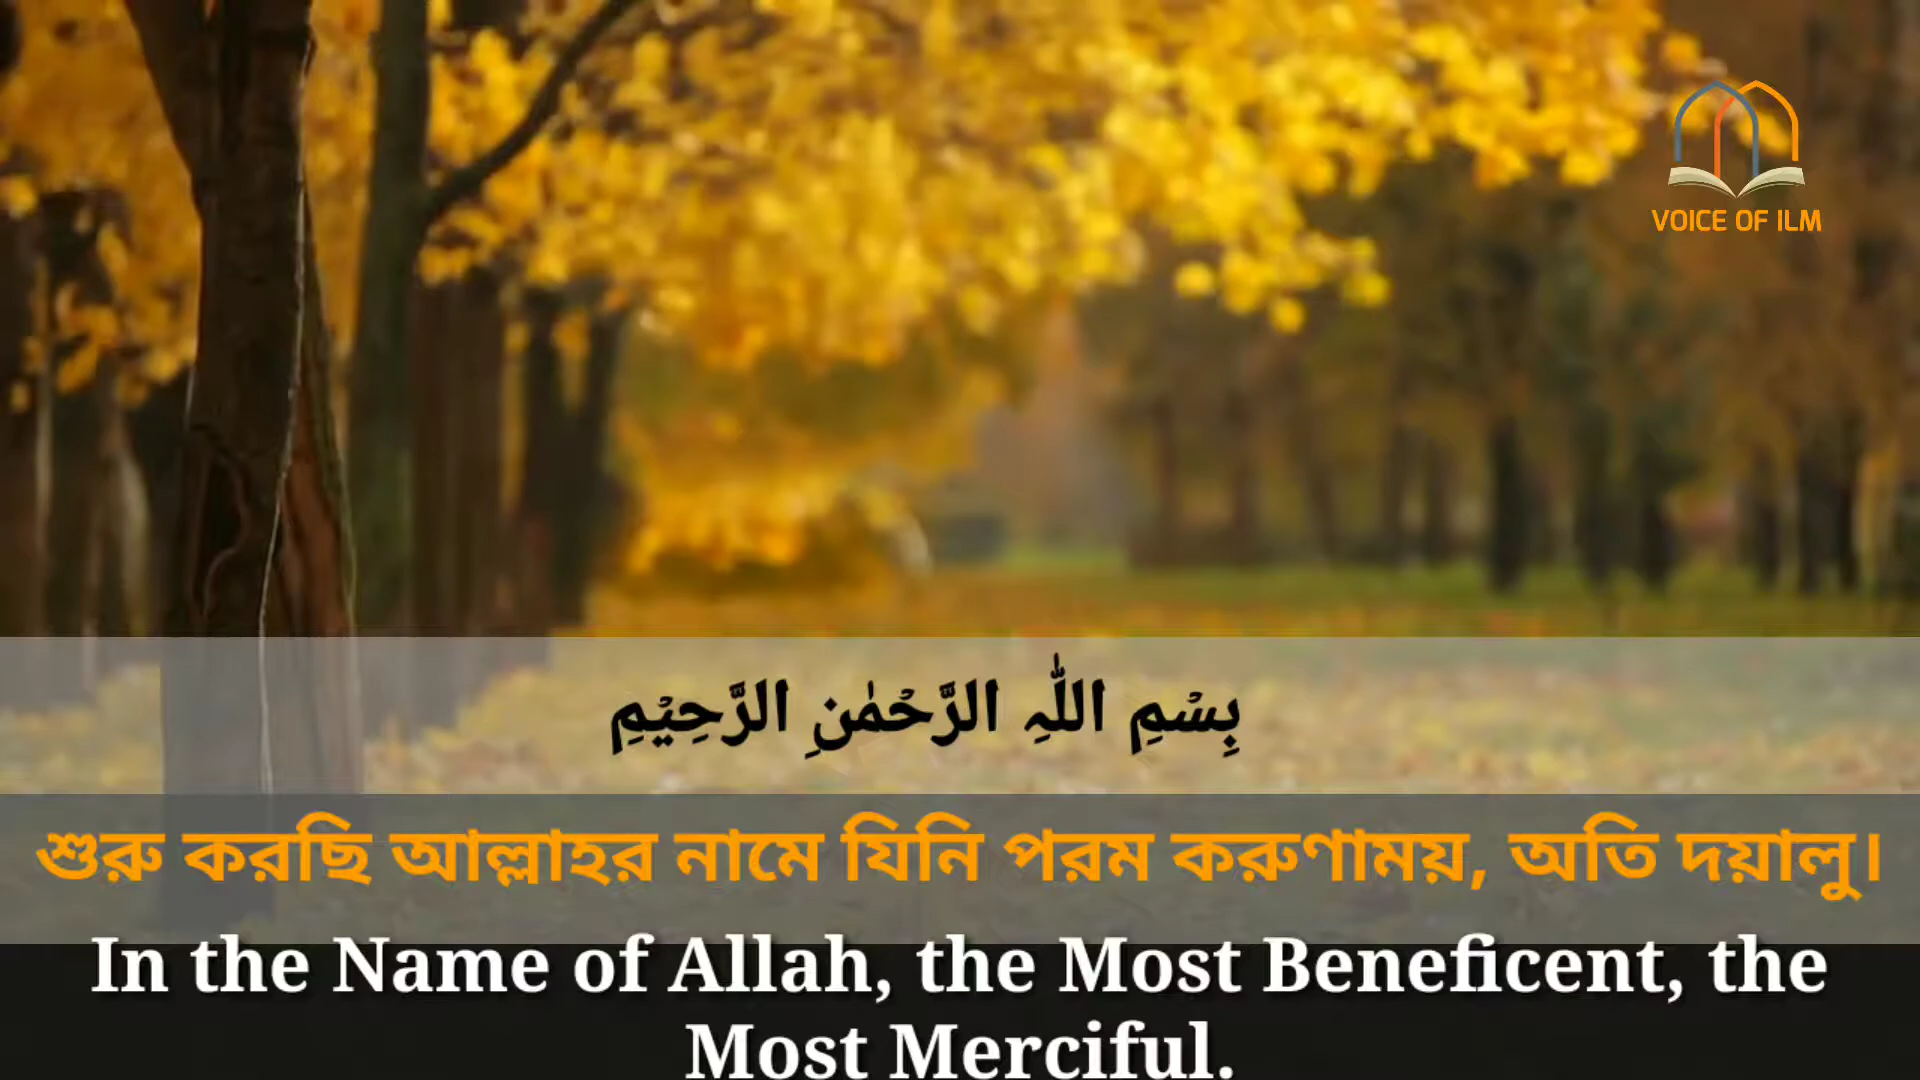 VOICE OF ILM
بِسْمِ اللّٰہِ الرَّحْمٰنِ الرَّحِیْمِ
শুরু করছি আল্লাহর নামে যিনি পরম করুণাময়, অতি দয়ালু।
In the Name of Allah, the Most Beneficent, the
Most Merciful.